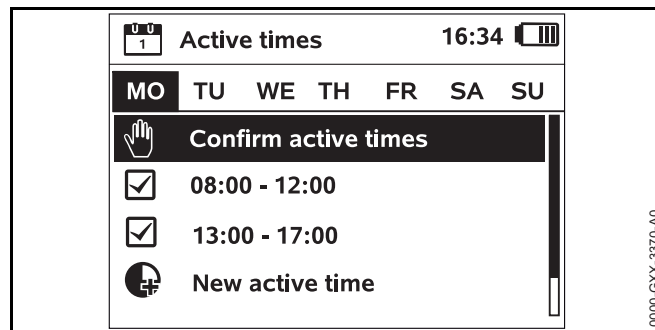 1 Active times 16:34
MO TU WE TH FR SA SU
Confirm active times
08:00 - 12:00
13:00 - 17:00
New active time
0000-GXX-3370-A0